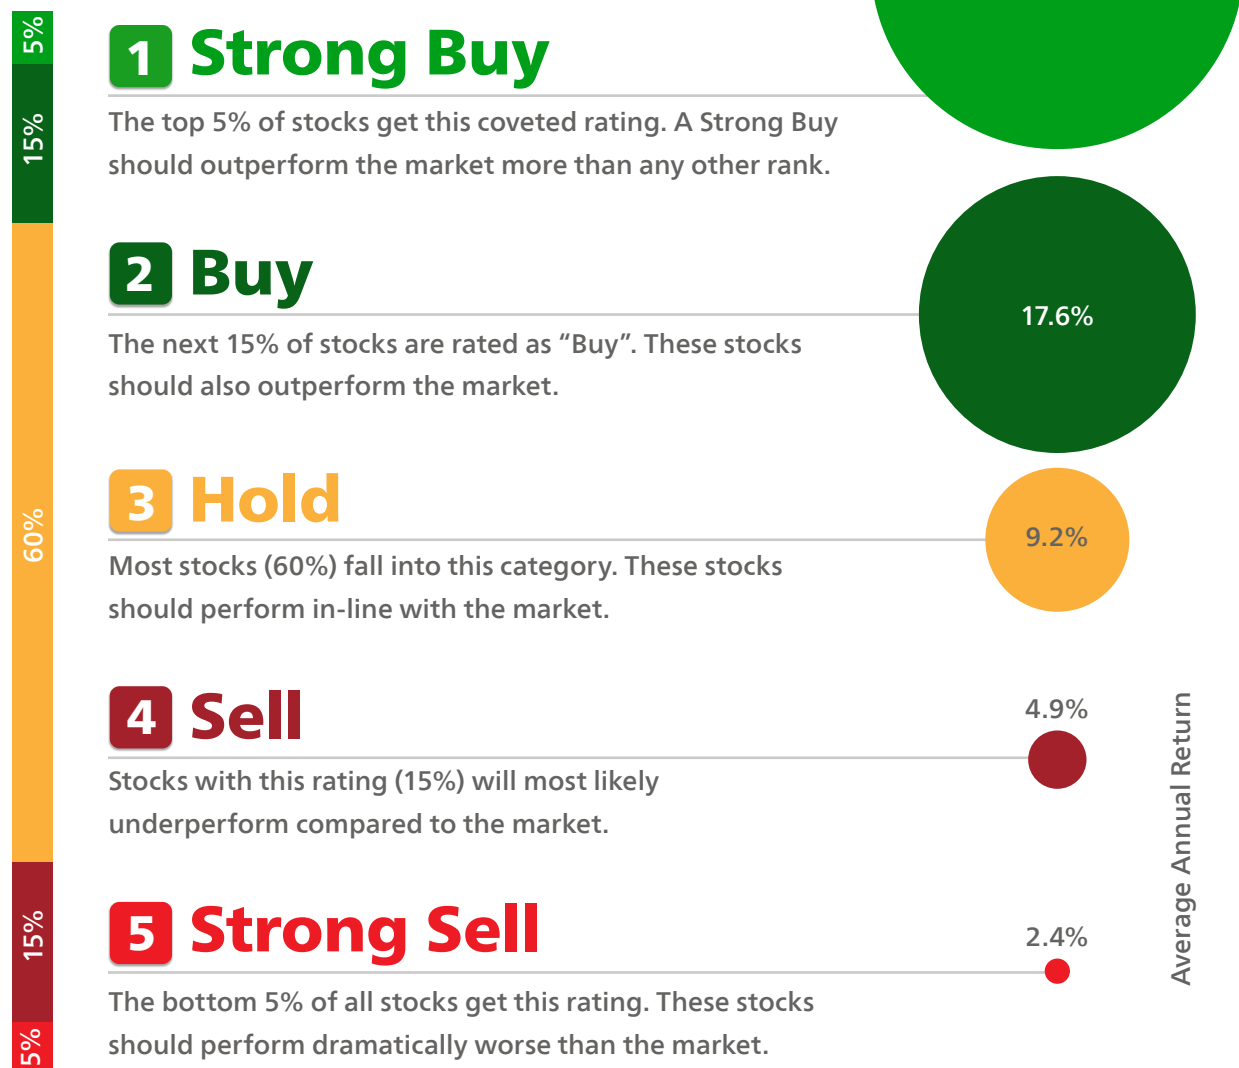 5%
15%
60%
15%
5%
1 Strong Buy
The top 5% of stocks get this coveted rating. A Strong Buy
should outperform the market more than any other rank.
2 Buy
The next 15% of stocks are rated as “Buy”. These stocks
should also outperform the market.
17.6%
3 Hold
Most stocks (60%) fall into this category. These stocks
should perform in-line with the market.
9.2%
4 Sell
Stocks with this rating (15%) will most likely
underperform compared to the market.
4.9%
5 Strong Sell
The bottom 5% of all stocks get this rating. These stocks
should perform dramatically worse than the market.
2.4%
Average Annual Return